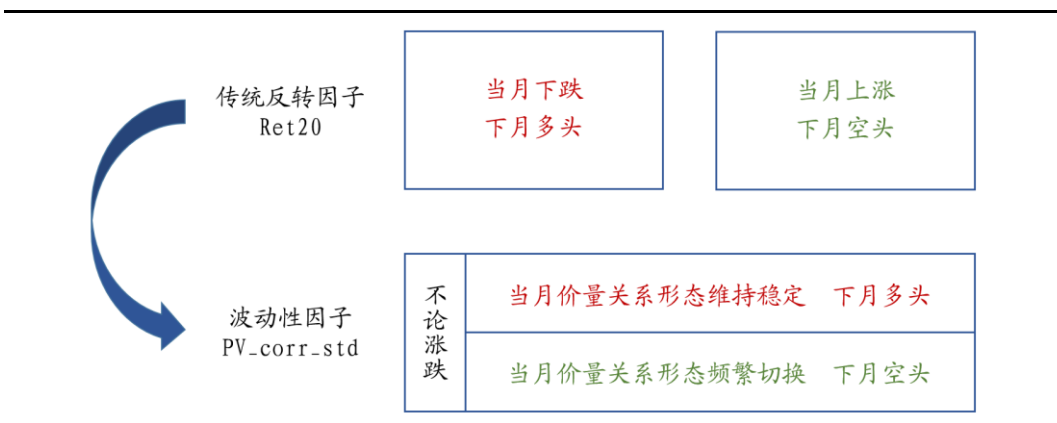 传统反转因子
Ret20
当月下跌
下月多头
当月上涨
下月空头
波动性因子
PV_corr_std
不论涨跌
当月价量关系形态维持稳定 下月多头
当月价量关系形态频繁切换 下月空头